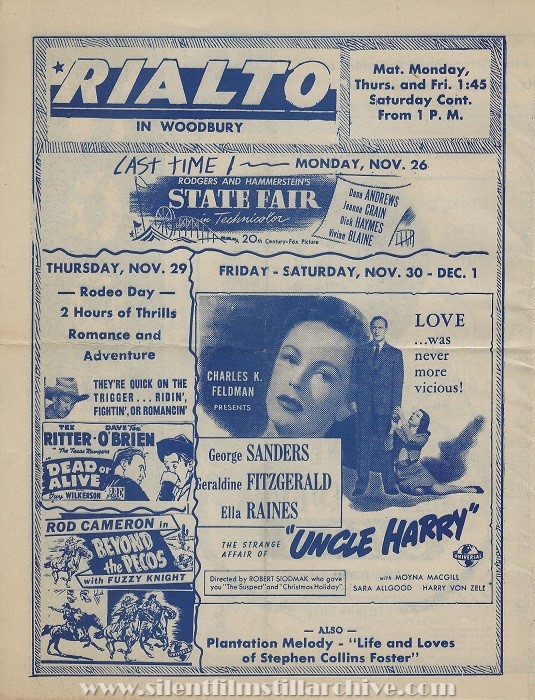 RIALTO
IN WOODBURY
Mat. Monday,
Thurs. and Fri. 1:45
Saturday Cont.
From 1 P. M.
LAST TIME! MONDAY, NOV. 26
RODGERS AND HAMMERSTEIN'S
STATE FAIR
in Technicolor
20th Century-Fox Picture
Dana ANDREWS
Jeanne CRAIN
Dick HAYMES
Vivian BLAINE
THURSDAY, NOV. 29
- Rodeo Day -
2 Hours of Thrills
Romance and
Adventure
THEY'RE QUICK ON THE
TRIGGER ... RIDIN',
FIGHTIN', OR ROMANCIN'
TEX RITTER - DAVE "Tex" O'BRIEN
"The Texas Rangers"
"DEAD or
ALIVE"
Guy WILKERSON
PRC
ROD CAMERON in
BEYOND
THE PECOS
with FUZZY KNIGHT
FRIDAY - SATURDAY, NOV. 30 - DEC. 1
CHARLES K.
FELDMAN
PRESENTS
LOVE
...was
never
more
vicious!
George SANDERS
Geraldine FITZGERALD
Ella RAINES
THE STRANGE
AFFAIR OF
"UNCLE HARRY"
UNIVERSAL
Directed by ROBERT SIODMAK who gave
you "The Suspect" and "Christmas Holiday"
with MOYNA MACGILL
SARA ALLGOOD HARRY VON ZELL
— ALSO —
Plantation Melody - "Life and Loves
of Stephen Collins Foster"
www.silentfilmstillarchive.com